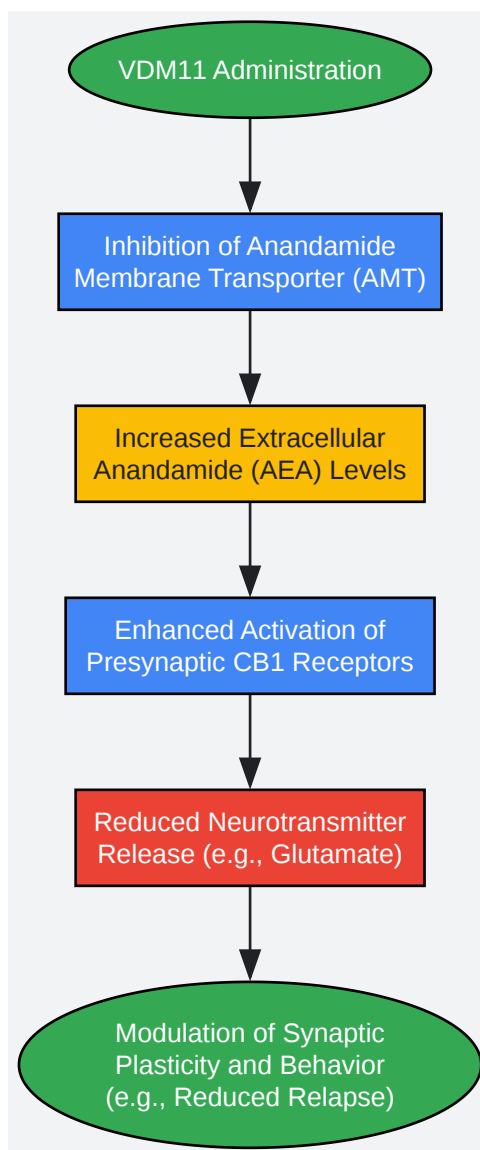 VDM11 Administration
Inhibition of Anandamide
Membrane Transporter (AMT)
Increased Extracellular
Anandamide (AEA) Levels
Enhanced Activation of
Presynaptic CB1 Receptors
Reduced Neurotransmitter
Release (e.g., Glutamate)
Modulation of Synaptic
Plasticity and Behavior
(e.g., Reduced Relapse)